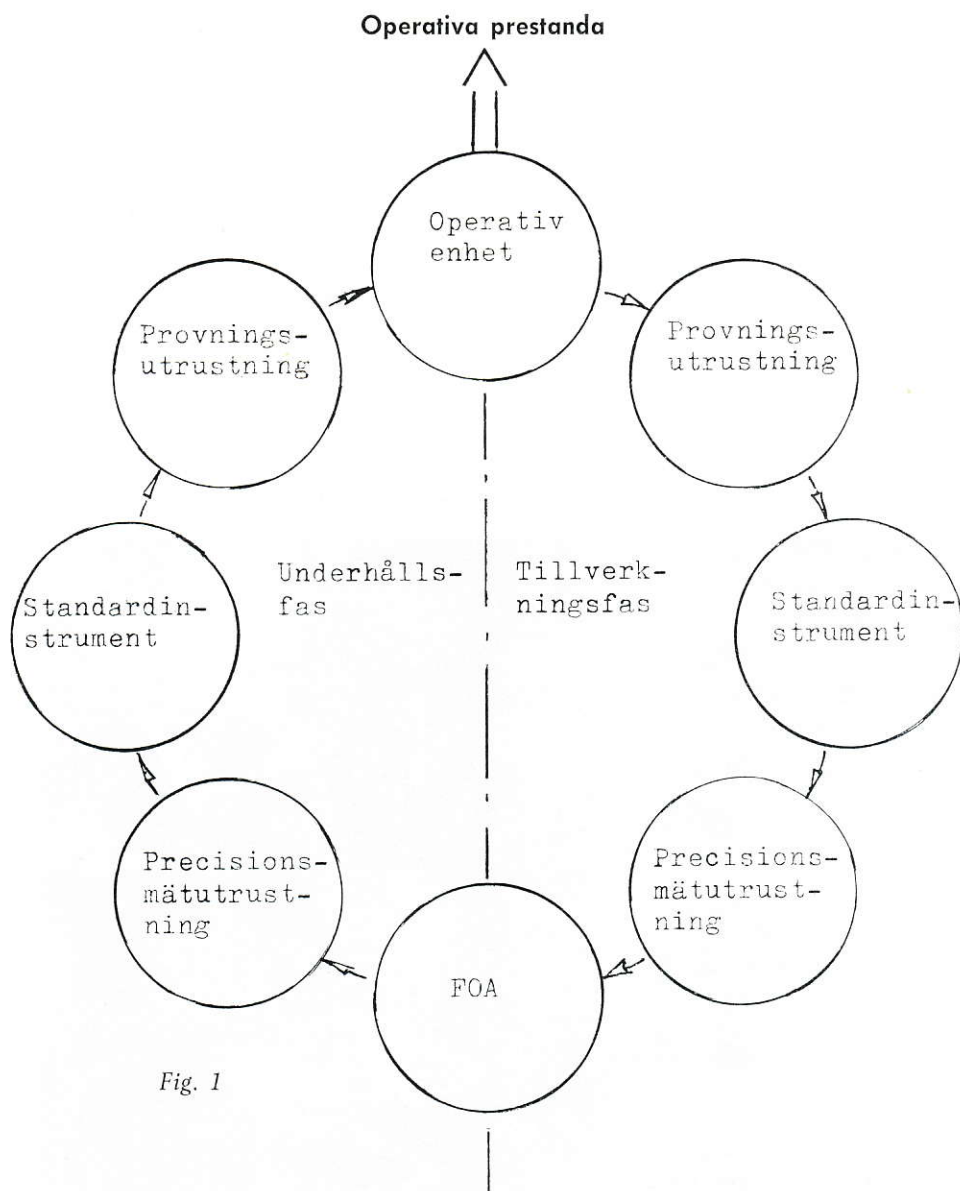 Operativa prestanda
Operativ
enhet
Provnings-
utrustning
Provnings-
utrustning
Underhålls-
fas
Tillverk-
ningsfas
Standardin-
strument
Standardin-
strument
Precisions-
mätutrust-
ning
Precisions-
mätutrust-
ning
FOA
Fig. 1